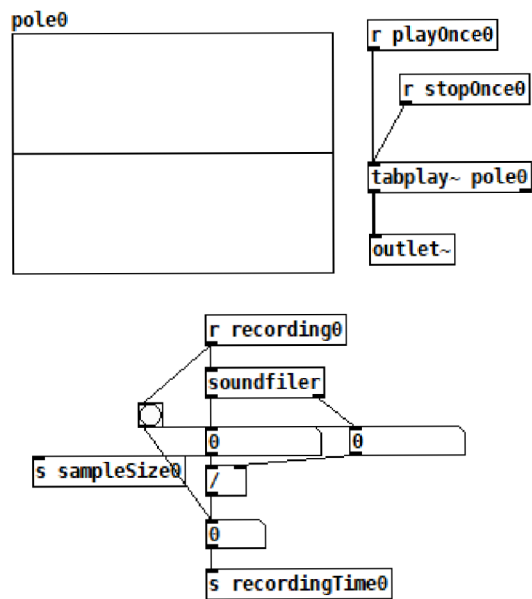 pole0
r playOnce0
r stopOnce0
tabplay~ pole0
outlet~
r recording0
soundfiler
0
0
s sampleSize0
/
0
s recordingTime0